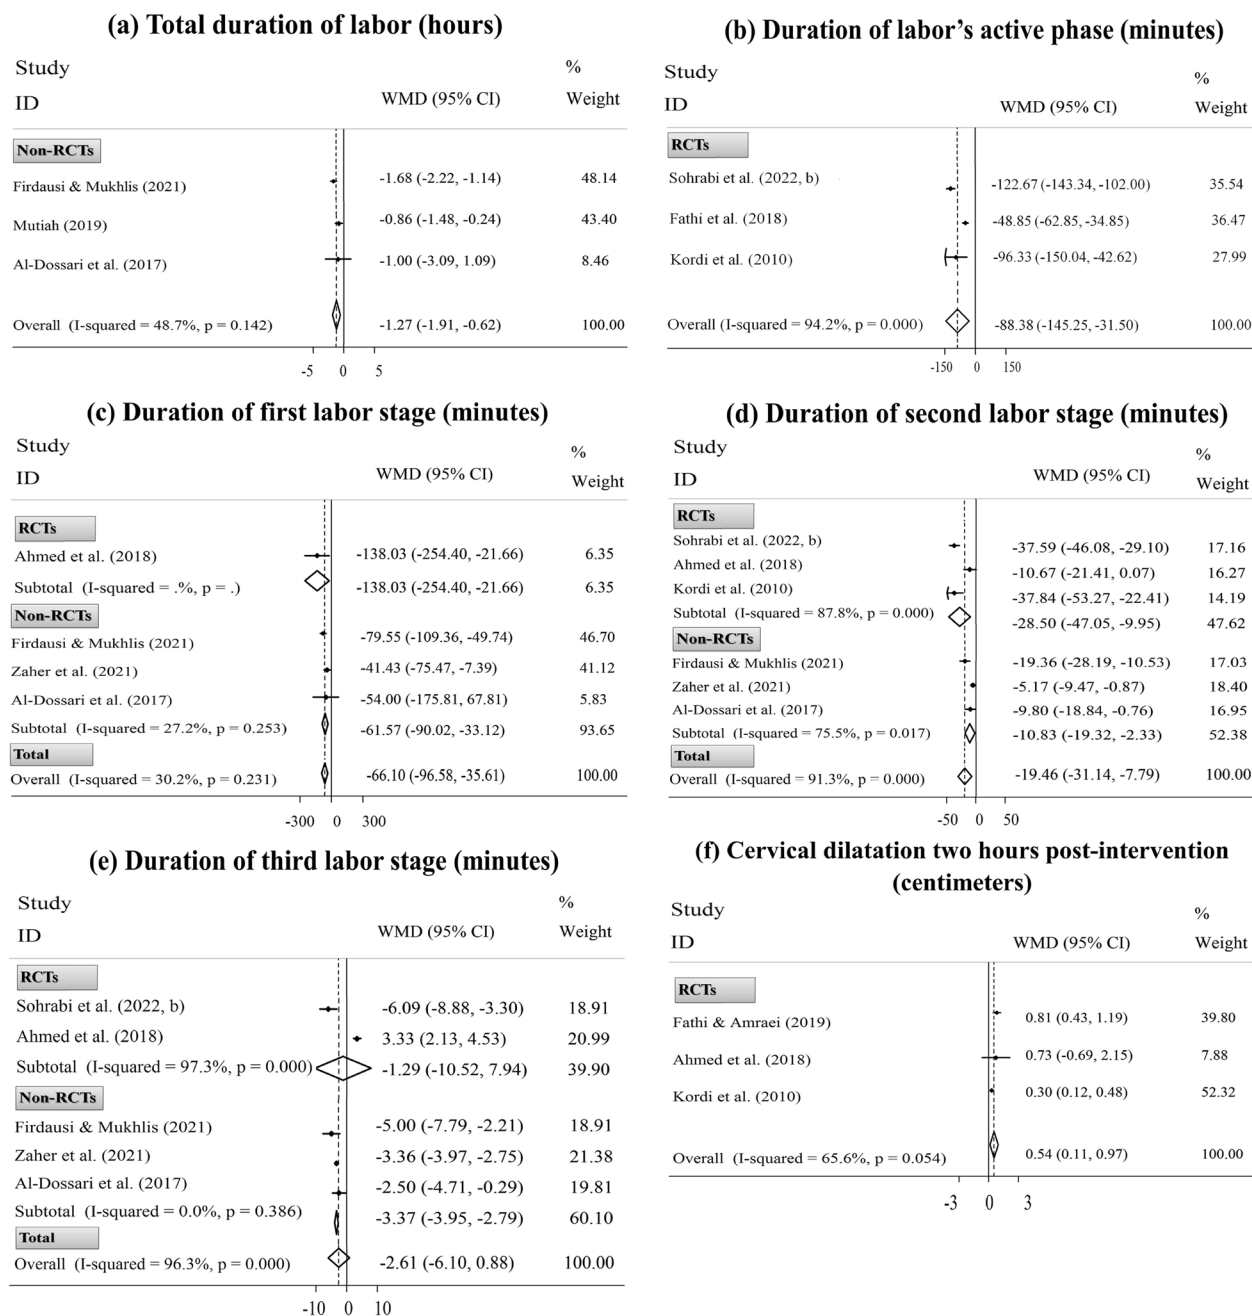 (a) Total duration of labor (hours)
Study %
ID WMD (95% CI) Weight
Non-RCTs
Firdausi & Mukhlis (2021) -1.68 (-2.22, -1.14) 48.14
Mutiah (2019) -0.86 (-1.48, -0.24) 43.40
Al-Dossari et al. (2017) -1.00 (-3.09, 1.09) 8.46
Overall (I-squared = 48.7%, p = 0.142) -1.27 (-1.91, -0.62) 100.00
-5 0 5
(b) Duration of labor's active phase (minutes)
Study %
ID WMD (95% CI) Weight
RCTs
Sohrabi et al. (2022, b) -122.67 (-143.34, -102.00) 35.54
Fathi et al. (2018) -48.85 (-62.85, -34.85) 36.47
Kordi et al. (2010) -96.33 (-150.04, -42.62) 27.99
Overall (I-squared = 94.2%, p = 0.000) -88.38 (-145.25, -31.50) 100.00
-150 0 150
(c) Duration of first labor stage (minutes)
Study %
ID WMD (95% CI) Weight
RCTs
Ahmed et al. (2018) -138.03 (-254.40, -21.66) 6.35
Subtotal (I-squared = .%, p = .) -138.03 (-254.40, -21.66) 6.35
Non-RCTs
Firdausi & Mukhlis (2021) -79.55 (-109.36, -49.74) 46.70
Zaher et al. (2021) -41.43 (-75.47, -7.39) 41.12
Al-Dossari et al. (2017) -54.00 (-175.81, 67.81) 5.83
Subtotal (I-squared = 27.2%, p = 0.253) -61.57 (-90.02, -33.12) 93.65
Total
Overall (I-squared = 30.2%, p = 0.231) -66.10 (-96.58, -35.61) 100.00
-300 0 300
(d) Duration of second labor stage (minutes)
Study %
ID WMD (95% CI) Weight
RCTs
Sohrabi et al. (2022, b) -37.59 (-46.08, -29.10) 17.16
Ahmed et al. (2018) -10.67 (-21.41, 0.07) 16.27
Kordi et al. (2010) -37.84 (-53.27, -22.41) 14.19
Subtotal (I-squared = 87.8%, p = 0.000) -28.50 (-47.05, -9.95) 47.62
Non-RCTs
Firdausi & Mukhlis (2021) -19.36 (-28.19, -10.53) 17.03
Zaher et al. (2021) -5.17 (-9.47, -0.87) 18.40
Al-Dossari et al. (2017) -9.80 (-18.84, -0.76) 16.95
Subtotal (I-squared = 75.5%, p = 0.017) -10.83 (-19.32, -2.33) 52.38
Total
Overall (I-squared = 91.3%, p = 0.000) -19.46 (-31.14, -7.79) 100.00
-50 0 50
(e) Duration of third labor stage (minutes)
Study %
ID WMD (95% CI) Weight
RCTs
Sohrabi et al. (2022, b) -6.09 (-8.88, -3.30) 18.91
Ahmed et al. (2018) 3.33 (2.13, 4.53) 20.99
Subtotal (I-squared = 97.3%, p = 0.000) -1.29 (-10.52, 7.94) 39.90
Non-RCTs
Firdausi & Mukhlis (2021) -5.00 (-7.79, -2.21) 18.91
Zaher et al. (2021) -3.36 (-3.97, -2.75) 21.38
Al-Dossari et al. (2017) -2.50 (-4.71, -0.29) 19.81
Subtotal (I-squared = 0.0%, p = 0.386) -3.37 (-3.95, -2.79) 60.10
Total
Overall (I-squared = 96.3%, p = 0.000) -2.61 (-6.10, 0.88) 100.00
-10 0 10
(f) Cervical dilatation two hours post-intervention
(centimeters)
Study %
ID WMD (95% CI) Weight
RCTs
Fathi & Amraei (2019) 0.81 (0.43, 1.19) 39.80
Ahmed et al. (2018) 0.73 (-0.69, 2.15) 7.88
Kordi et al. (2010) 0.30 (0.12, 0.48) 52.32
Overall (I-squared = 65.6%, p = 0.054) 0.54 (0.11, 0.97) 100.00
-3 0 3